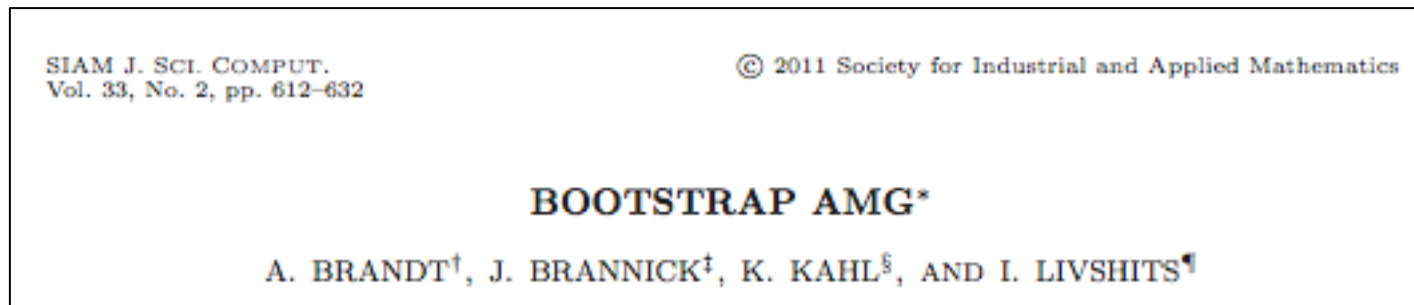 SIAM J. SCI. COMPUT.
© 2011 Society for Industrial and Applied Mathematics
Vol. 33, No. 2, pp. 612–632
BOOTSTRAP AMG*
A. BRANDT†, J. BRANNICK‡, K. KAHL§, AND I. LIVSHITS¶